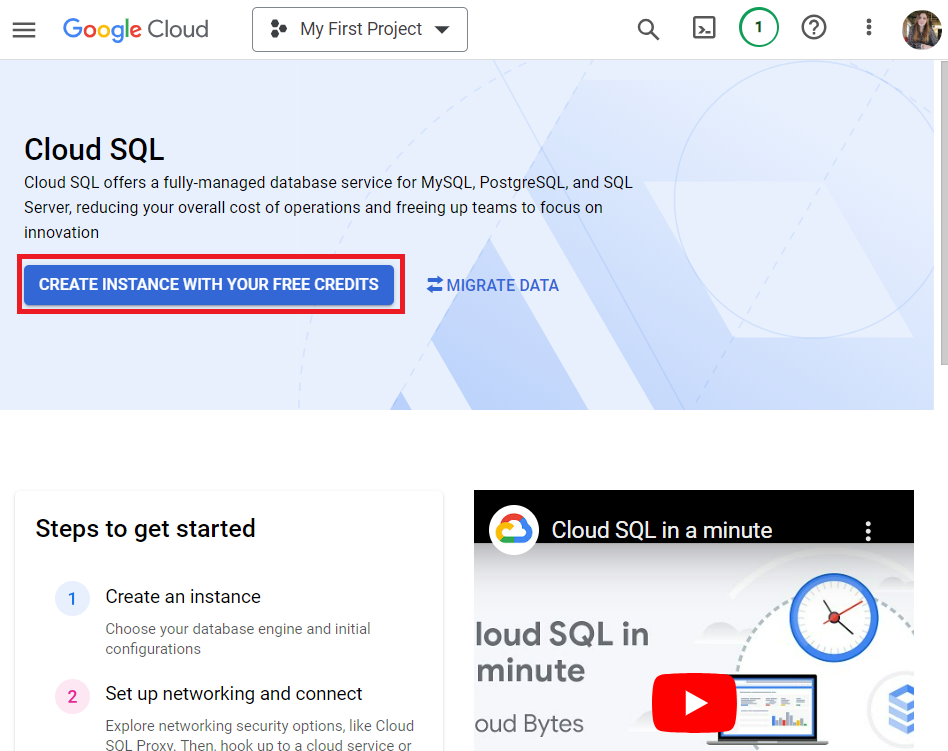 Google Cloud
My First Project
1
Cloud SQL
Cloud SQL offers a fully-managed database service for MySQL, PostgreSQL, and SQL
Server, reducing your overall cost of operations and freeing up teams to focus on
innovation
CREATE INSTANCE WITH YOUR FREE CREDITS
MIGRATE DATA
Steps to get started
1
Create an instance
Choose your database engine and initial
configurations
2
Set up networking and connect
Explore networking security options, like Cloud
SQL Proxy. Then, hook up to a cloud service or
Cloud SQL in a minute
loud SQL in
minute
oud Bytes